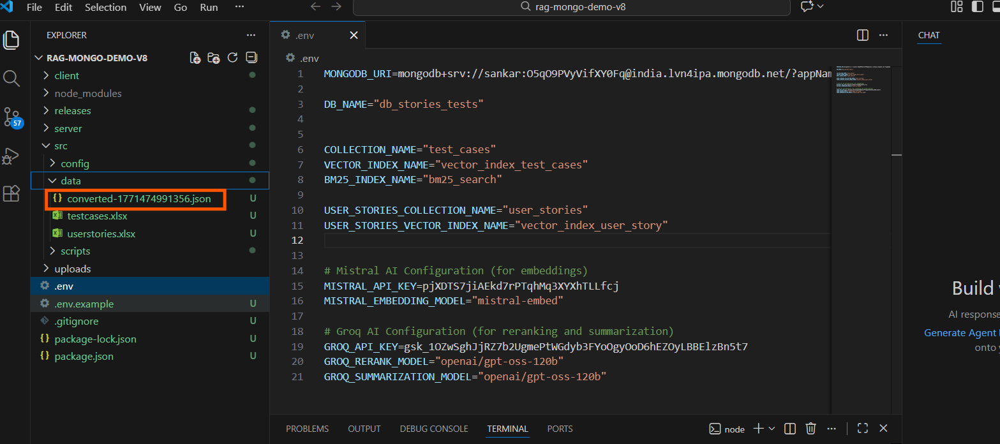 File Edit Selection View Go Run ...
rag-mongo-demo-v8
EXPLORER ...
RAG-MONGO-DEMO-V8
client
node_modules
releases
server
src
config
data
{} converted-1771474991356.json U
testcases.xlsx U
userstories.xlsx U
scripts
uploads
.env
.env.example U
.gitignore U
{} package-lock.json U
{} package.json U
57
.env
.env
1 MONGODB_URI=mongodb+srv://sankar:O5qO9PVyVifXY0Fq@india.lvn4ipa.mongodb.net/?appNam
2
3 DB_NAME="db_stories_tests"
4
5
6 COLLECTION_NAME="test_cases"
7 VECTOR_INDEX_NAME="vector_index_test_cases"
8 BM25_INDEX_NAME="bm25_search"
9
10 USER_STORIES_COLLECTION_NAME="user_stories"
11 USER_STORIES_VECTOR_INDEX_NAME="vector_index_user_story"
12
13
14 # Mistral AI Configuration (for embeddings)
15 MISTRAL_API_KEY=pjXDTS7jiAEkd7rPTqhMq3XYXhTLLfcj
16 MISTRAL_EMBEDDING_MODEL="mistral-embed"
17
18 # Groq AI Configuration (for reranking and summarization)
19 GROQ_API_KEY=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
20 GROQ_RERANK_MODEL="openai/gpt-oss-120b"
21 GROQ_SUMMARIZATION_MODEL="openai/gpt-oss-120b"
CHAT
Build
AI response
Generate Agent
onto
PROBLEMS OUTPUT DEBUG CONSOLE TERMINAL PORTS
node